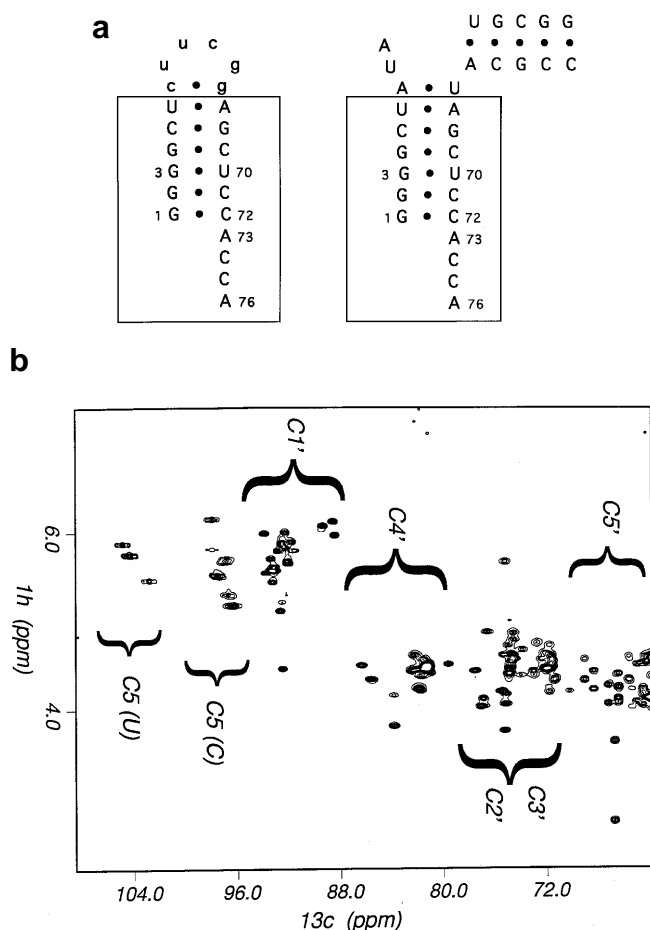 a
u c
u g
c • g
U • A
C • G
G • C
3 G • U 70
G • C
1 G • C 72
A 73
C
C
A 76
U G C G G
• • • • •
A C G C C
A
U
A • U
U • A
C • G
G • C
3 G • U 70
G • C
1 G • C 72
A 73
C
C
A 76
b
C1'
C4'
C5'
6.0
4.0
1h (ppm)
C5 (U)
C5 (C)
C2'
C3'
104.0 96.0 88.0 80.0 72.0
13c (ppm)